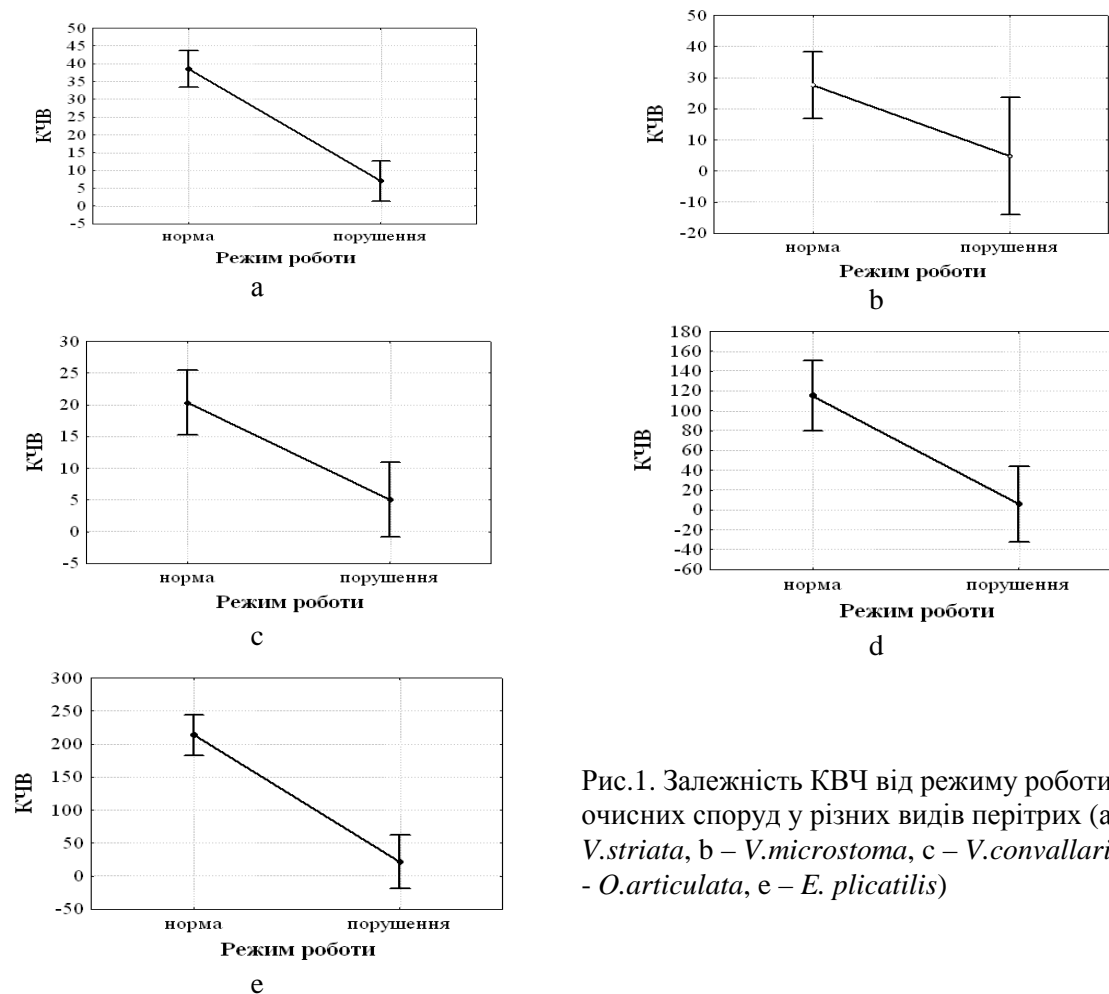 50
45
40
35
30
25
20
15
10
5
0
-5
КЧВ
норма порушення
Режим роботи
a
50
40
30
20
10
0
-10
-20
КЧВ
норма порушення
Режим роботи
b
30
25
20
15
10
5
0
-5
КЧВ
норма порушення
Режим роботи
c
180
160
140
120
100
80
60
40
20
0
-20
-40
-60
КЧВ
норма порушення
Режим роботи
d
300
250
200
150
100
50
0
-50
КЧВ
норма порушення
Режим роботи
e
Рис.1. Залежність КВЧ від режиму роботи
очисних споруд у різних видів перітрих (а
V.striata, b – V.microstoma, c – V.convallari
- O.articulata, e – E. plicatilis)